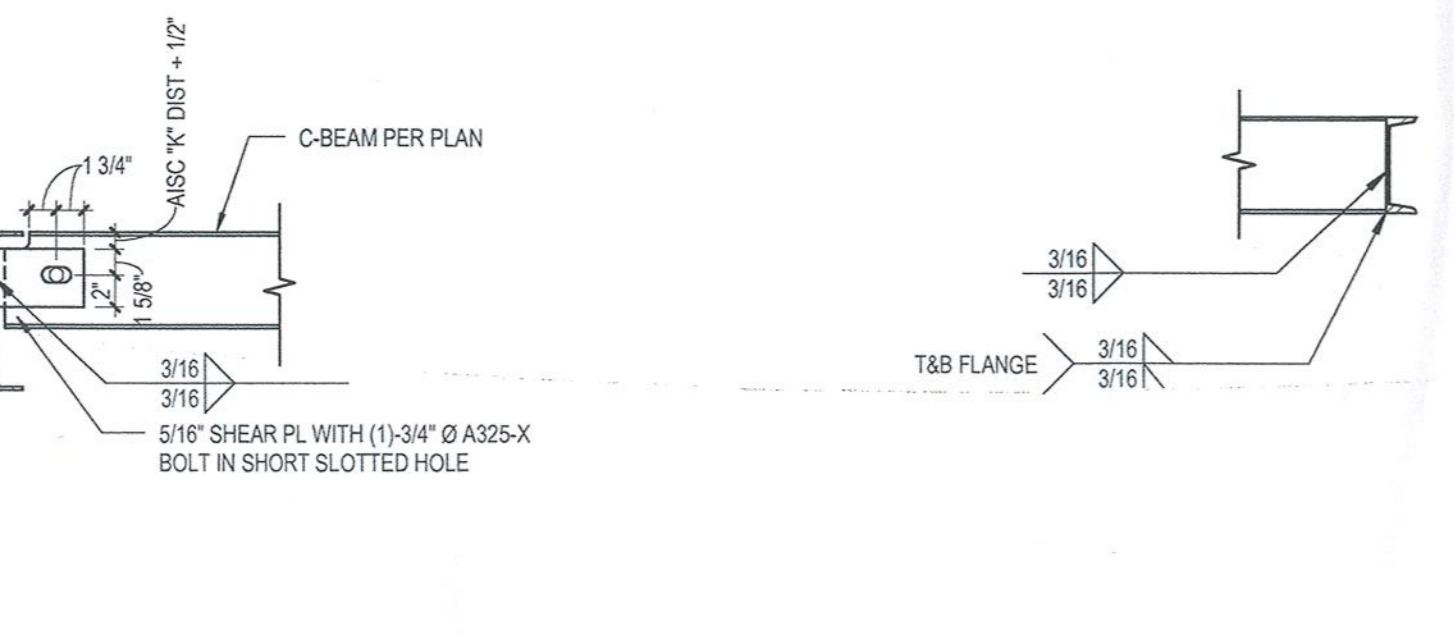 AISC "K" DIST + 1/2"
C-BEAM PER PLAN
1 3/4"
2"
1 5/8"
3/16
3/16
5/16" SHEAR PL WITH (1)-3/4" Ø A325-X
BOLT IN SHORT SLOTTED HOLE
3/16
3/16
T&B FLANGE
3/16
3/16